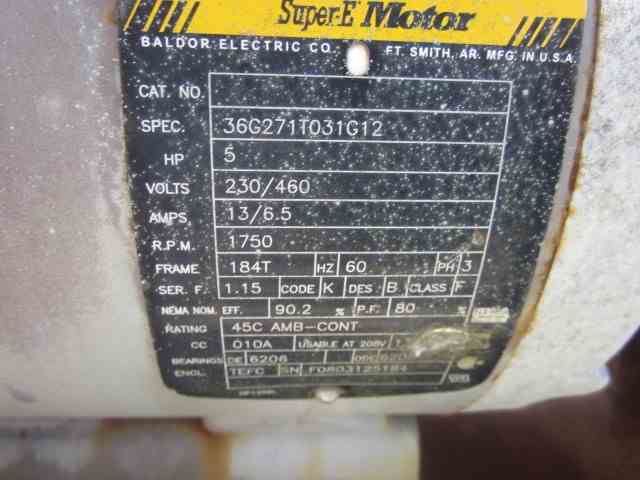 Super-E Motor
BALDOR ELECTRIC CO. FT. SMITH, AR. MFG. IN U.S.A.
CAT. NO.
SPEC. 36G271T031G12
HP 5
VOLTS 230/460
AMPS 13/6.5
R.P.M. 1750
FRAME 184T HZ 60 PH 3
SER. F. 1.15 CODE K DES B CLASS F
NEMA NOM. EFF. 90.2 % P.F. 80 %
RATING 45C AMB-CONT
CC 010A USABLE AT 208V
BEARINGS DE 6206
ENCL. TEFC SN